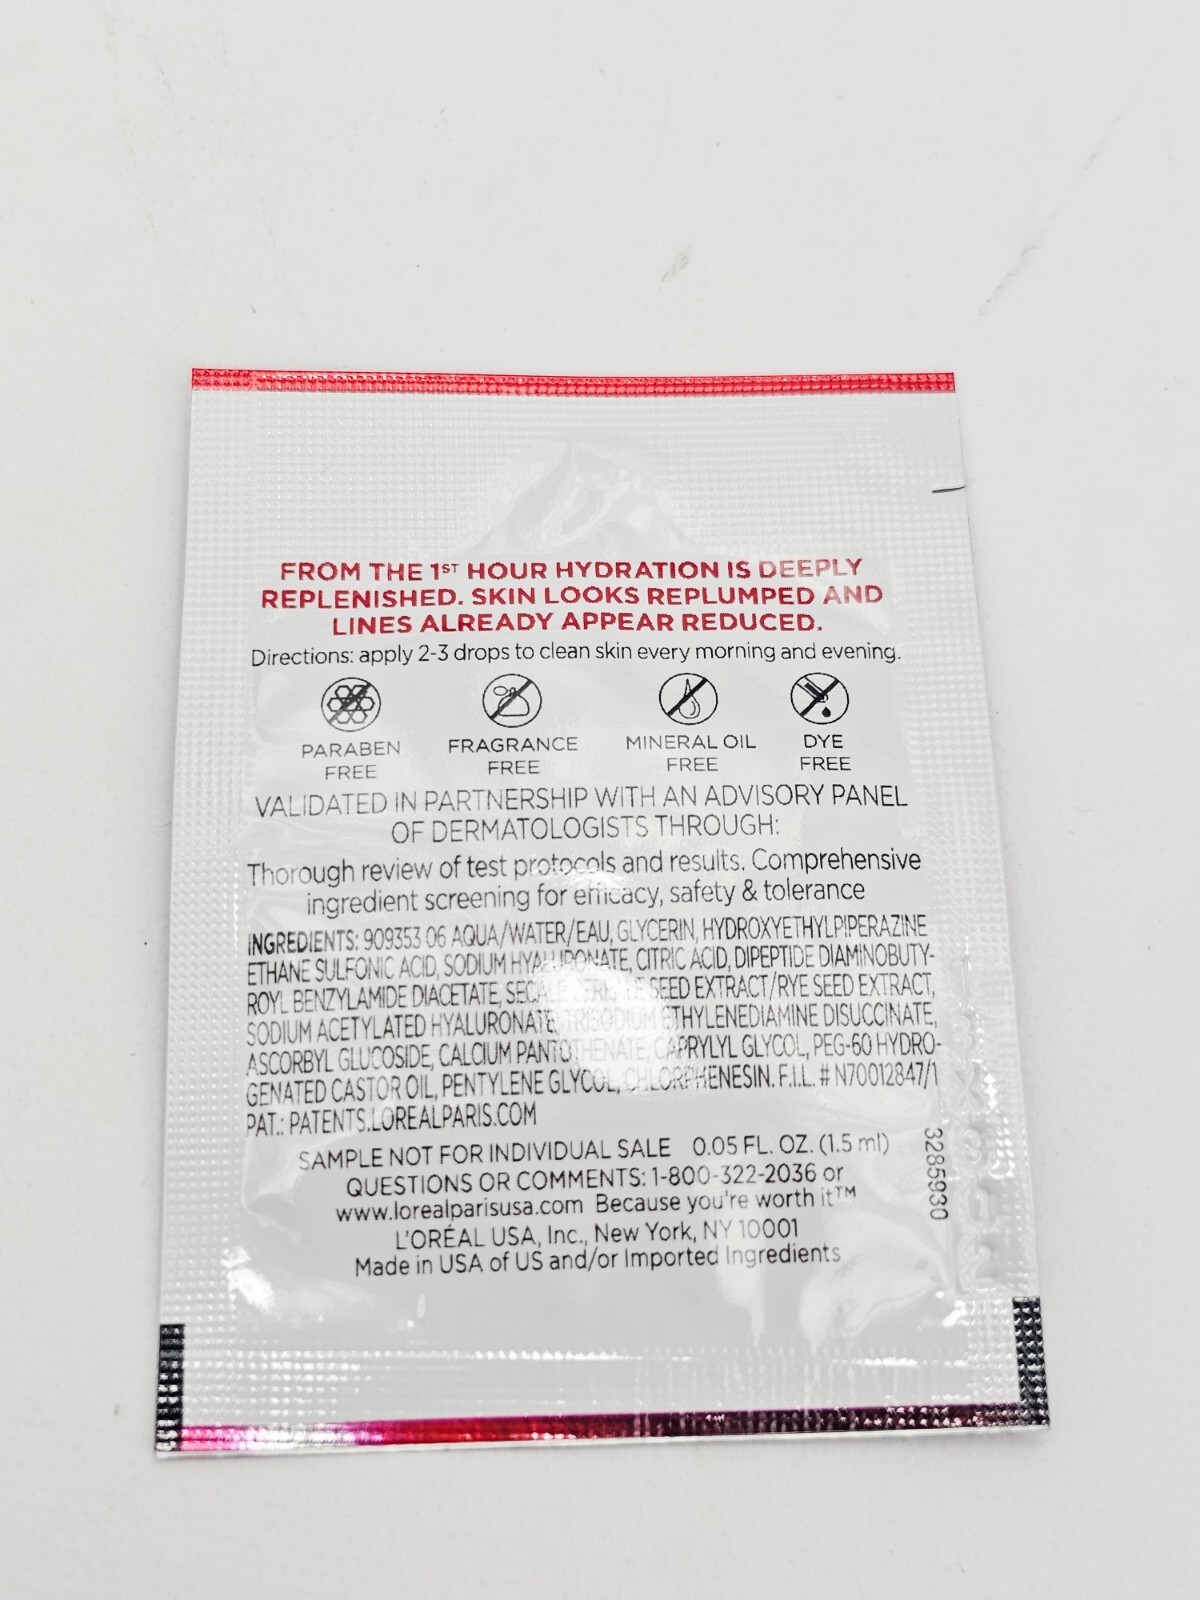 FROM THE 1ST HOUR HYDRATION IS DEEPLY
REPLENISHED. SKIN LOOKS REPLUMPED AND
LINES ALREADY APPEAR REDUCED.
Directions: apply 2-3 drops to clean skin every morning and evening.
PARABEN FREE
FRAGRANCE FREE
MINERAL OIL FREE
DYE FREE
VALIDATED IN PARTNERSHIP WITH AN ADVISORY PANEL
OF DERMATOLOGISTS THROUGH:
Thorough review of test protocols and results. Comprehensive
ingredient screening for efficacy, safety & tolerance
INGREDIENTS: 909353 06 AQUA/WATER/EAU, GLYCERIN, HYDROXYETHYLPIPERAZINE
ETHANE SULFONIC ACID, SODIUM HYALURONATE, CITRIC ACID, DIPEPTIDE DIAMINOBUTY-
ROYL BENZYLAMIDE DIACETATE, SECALE CEREALE SEED EXTRACT/RYE SEED EXTRACT,
SODIUM ACETYLATED HYALURONATE, TRISODIUM ETHYLENEDIAMINE DISUCCINATE,
ASCORBYL GLUCOSIDE, CALCIUM PANTOTHENATE, CAPRYLYL GLYCOL, PEG-60 HYDRO-
GENATED CASTOR OIL, PENTYLENE GLYCOL, CHLORPHENESIN. F.I.L. # N70012847/1
PAT.: PATENTS.LOREALPARIS.COM
SAMPLE NOT FOR INDIVIDUAL SALE 0.05 FL. OZ. (1.5 ml)
QUESTIONS OR COMMENTS: 1-800-322-2036 or
www.lorealparisusa.com Because you're worth it™
L'ORÉAL USA, Inc., New York, NY 10001
Made in USA of US and/or Imported Ingredients
3285930